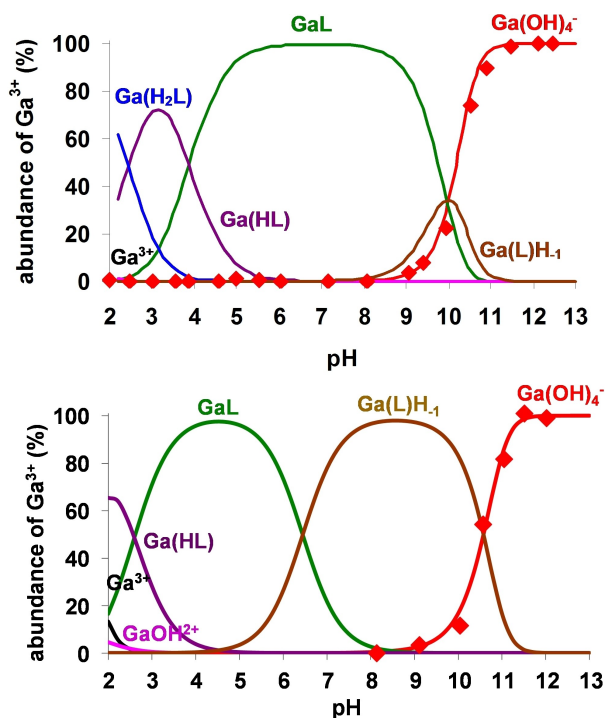 abundance of Ga³⁺ (%)
100
80
60
40
20
0
GaL
Ga(OH)₄⁻
Ga(H₂L)
Ga(HL)
Ga³⁺
Ga(L)H₋₁
2 3 4 5 6 7 8 9 10 11 12 13
pH
abundance of Ga³⁺ (%)
100
80
60
40
20
0
GaL
Ga(L)H₋₁
Ga(OH)₄⁻
Ga(HL)
Ga³⁺
GaOH²⁺
2 3 4 5 6 7 8 9 10 11 12 13
pH